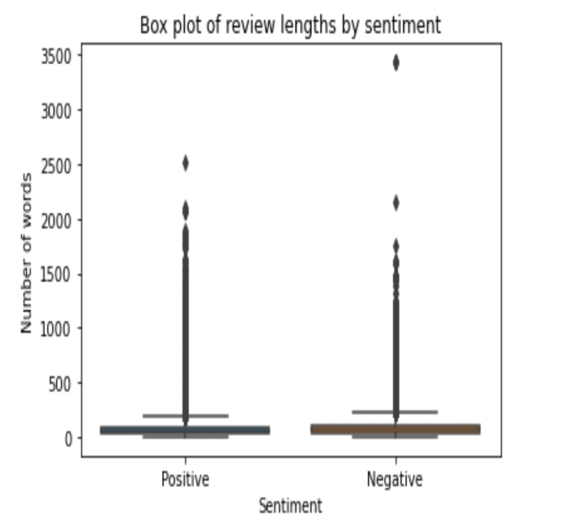 Box plot of review lengths by sentiment
3500
3000
2500
2000
1500
1000
500
0
Number of words
Positive
Negative
Sentiment